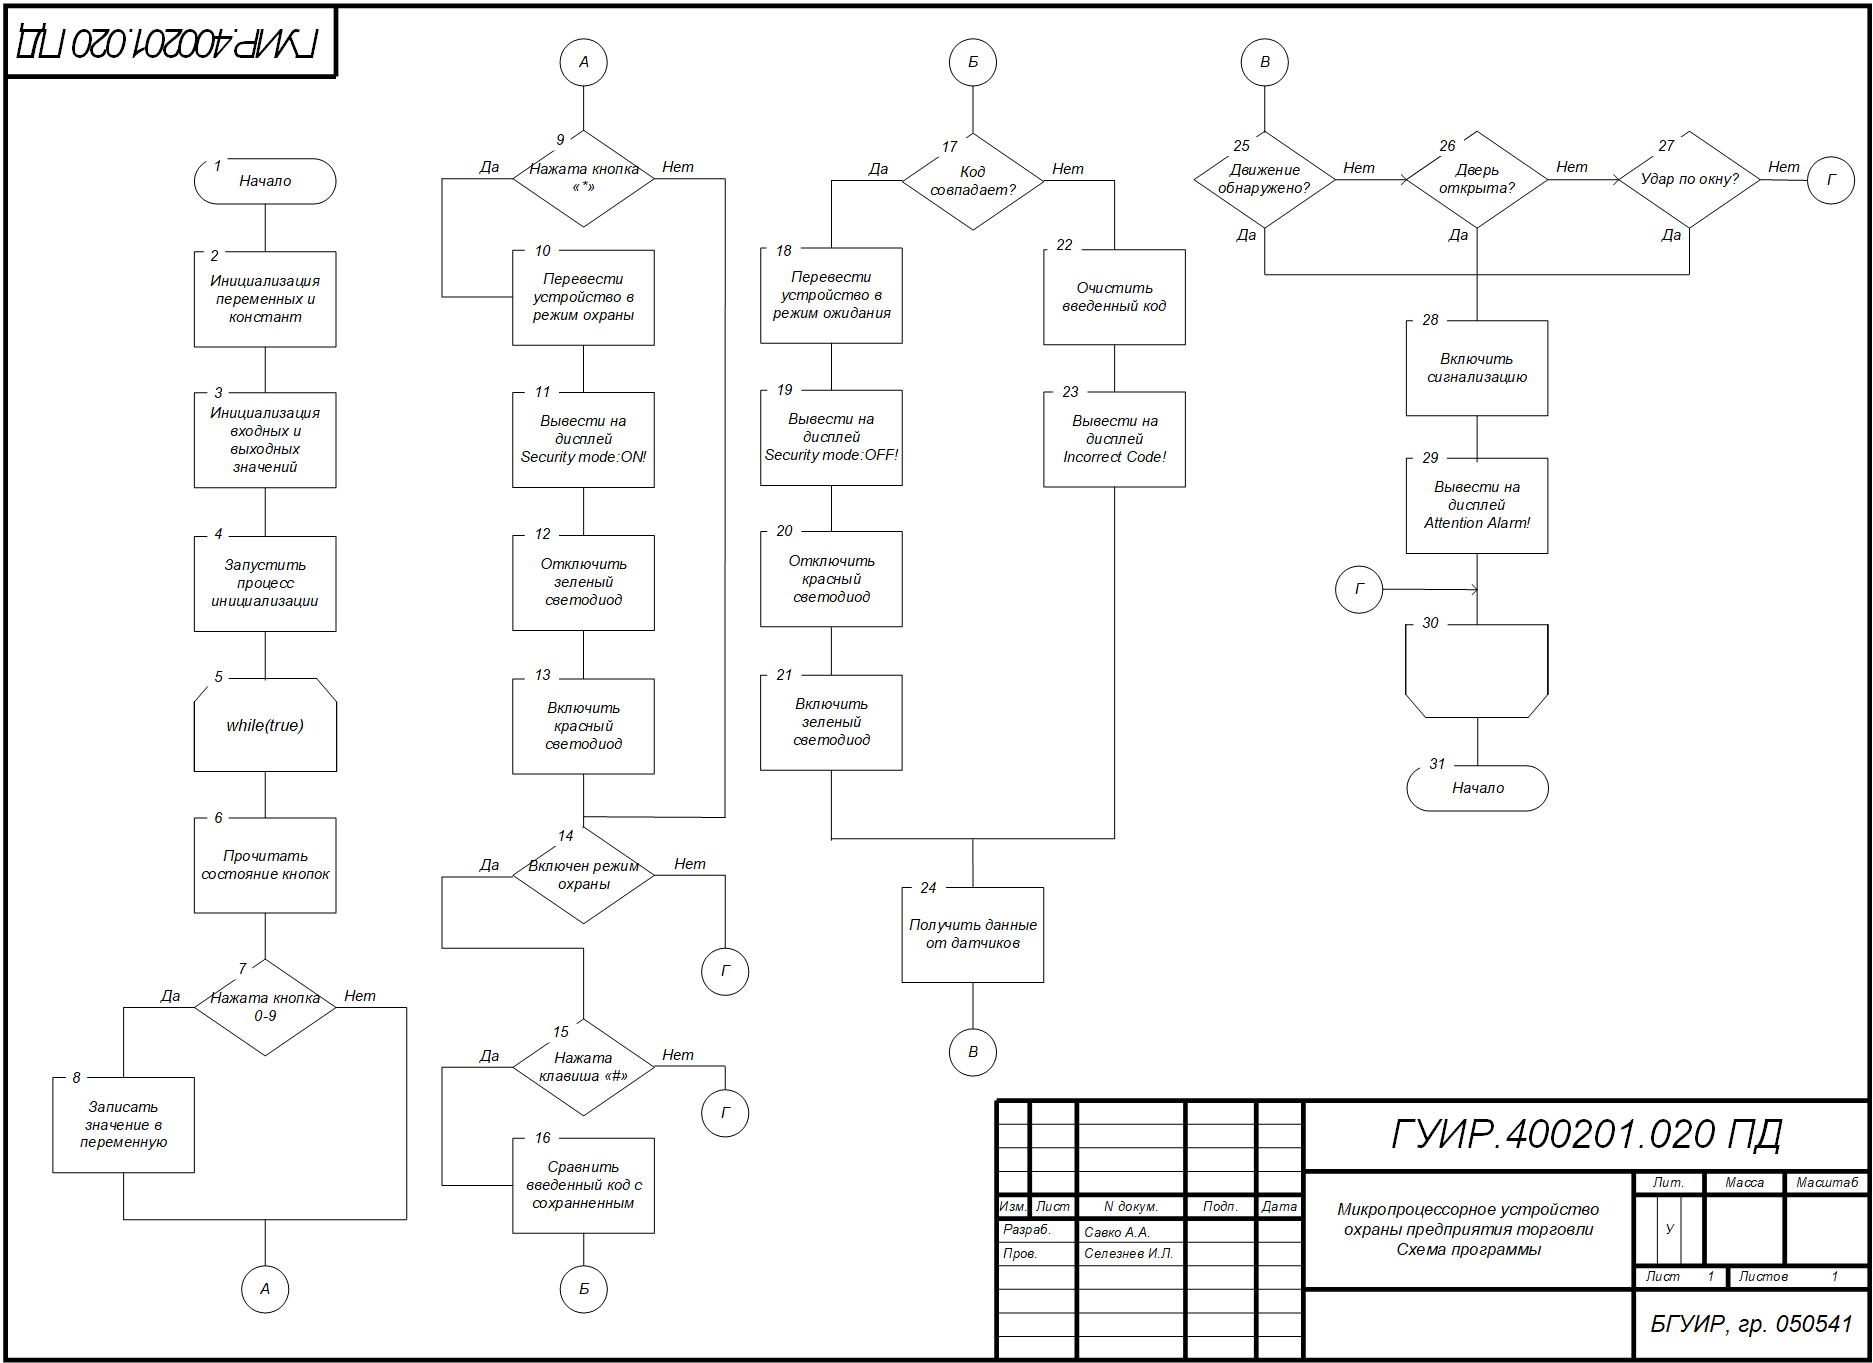 ГУИР.400201.020 ПД
1
Начало
2
Инициализация
переменных и
констант
3
Инициализация
входных и
выходных
значений
4
Запустить
процесс
инициализации
5
while(true)
6
Прочитать
состояние кнопок
7
Нажата кнопка
0-9
Да
Нет
8
Записать
значение в
переменную
А
А
9
Нажата кнопка
«*»
Да
Нет
10
Перевести
устройство в
режим охраны
11
Вывести на
дисплей
Security mode:ON!
12
Отключить
зеленый
светодиод
13
Включить
красный
светодиод
14
Включен режим
охраны
Да
Нет
Г
15
Нажата
клавиша «#»
Да
Нет
Г
16
Сравнить
введенный код с
сохранненным
Б
Б
17
Код
совпадает?
Да
Нет
18
Перевести
устройство в
режим ожидания
19
Вывести на
дисплей
Security mode:OFF!
20
Отключить
красный
светодиод
21
Включить
зеленый
светодиод
22
Очистить
введенный код
23
Вывести на
дисплей
Incorrect Code!
24
Получить данные
от датчиков
В
В
25
Движение
обнаружено?
Нет
Да
26
Дверь
открыта?
Нет
Да
27
Удар по окну?
Нет
Да
Г
28
Включить
сигнализацию
29
Вывести на
дисплей
Attention Alarm!
Г
30
31
Начало
ГУИР.400201.020 ПД
Изм. Лист N докум. Подп. Дата
Разраб. Савко А.А.
Пров. Селезнев И.Л.
Микропроцессорное устройство
охраны предприятия торговли
Схема программы
Лит. Масса Масштаб
У
Лист 1 Листов 1
БГУИР, гр. 050541